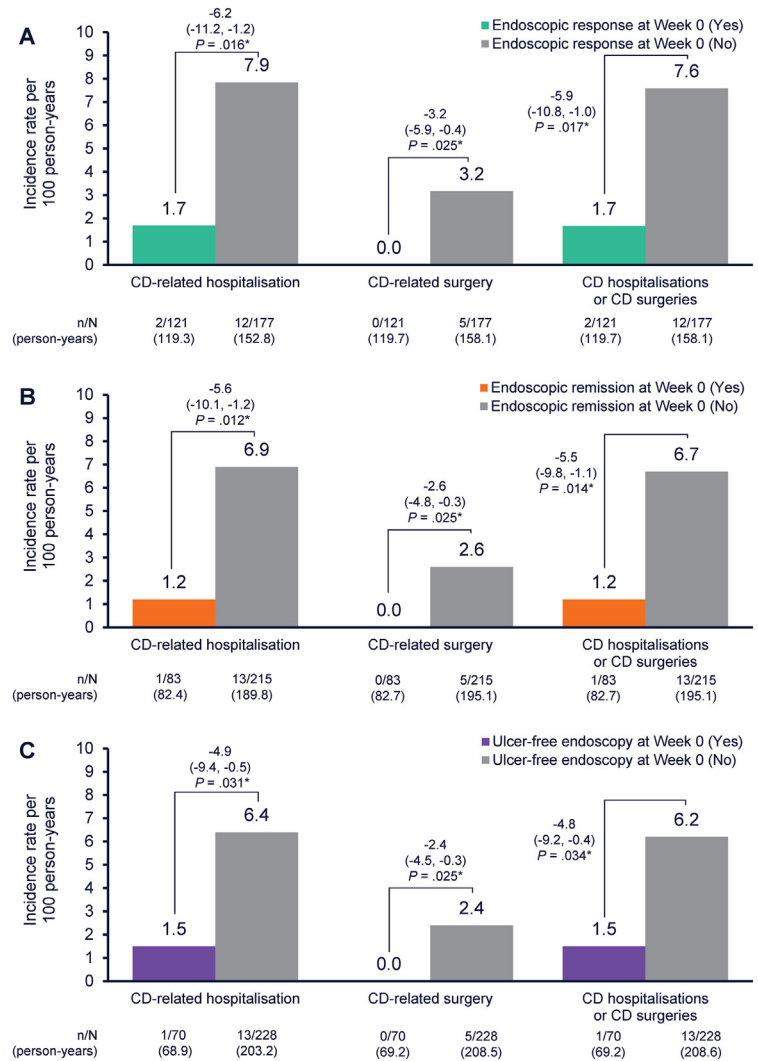 A
Endoscopic response at Week 0 (Yes)
Endoscopic response at Week 0 (No)
Incidence rate per
100 person-years
10
9
8
7
6
5
4
3
2
1
0
-6.2
(-11.2, -1.2)
P = .016*
1.7
7.9
-3.2
(-5.9, -0.4)
P = .025*
0.0
3.2
-5.9
(-10.8, -1.0)
P = .017*
1.7
7.6
CD-related hospitalisation
CD-related surgery
CD hospitalisations
or CD surgeries
n/N 2/121 12/177 0/121 5/177 2/121 12/177
(person-years) (119.3) (152.8) (119.7) (158.1) (119.7) (158.1)
B
Endoscopic remission at Week 0 (Yes)
Endoscopic remission at Week 0 (No)
Incidence rate per
100 person-years
10
9
8
7
6
5
4
3
2
1
0
-5.6
(-10.1, -1.2)
P = .012*
1.2
6.9
-2.6
(-4.8, -0.3)
P = .025*
0.0
2.6
-5.5
(-9.8, -1.1)
P = .014*
1.2
6.7
CD-related hospitalisation
CD-related surgery
CD hospitalisations
or CD surgeries
n/N 1/83 13/215 0/83 5/215 1/83 13/215
(person-years) (82.4) (189.8) (82.7) (195.1) (82.7) (195.1)
C
Ulcer-free endoscopy at Week 0 (Yes)
Ulcer-free endoscopy at Week 0 (No)
Incidence rate per
100 person-years
10
9
8
7
6
5
4
3
2
1
0
-4.9
(-9.4, -0.5)
P = .031*
1.5
6.4
-2.4
(-4.5, -0.3)
P = .025*
0.0
2.4
-4.8
(-9.2, -0.4)
P = .034*
1.5
6.2
CD-related hospitalisation
CD-related surgery
CD hospitalisations
or CD surgeries
n/N 1/70 13/228 0/70 5/228 1/70 13/228
(person-years) (68.9) (203.2) (69.2) (208.5) (69.2) (208.6)